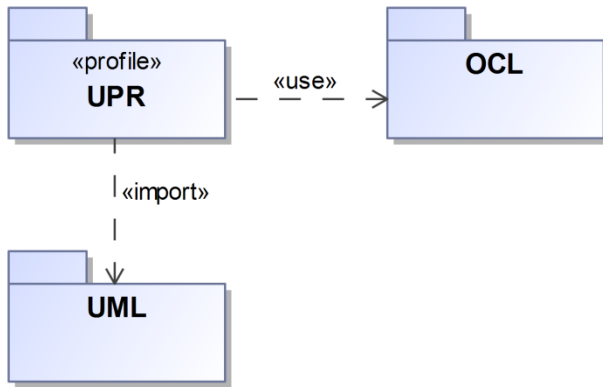 «profile»
UPR
«use»
OCL
«import»
UML